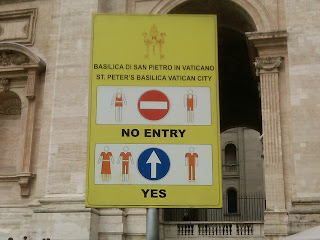 BASILICA DI SAN PIETRO IN VATICANO
ST. PETER'S BASILICA VATICAN CITY
NO ENTRY
YES